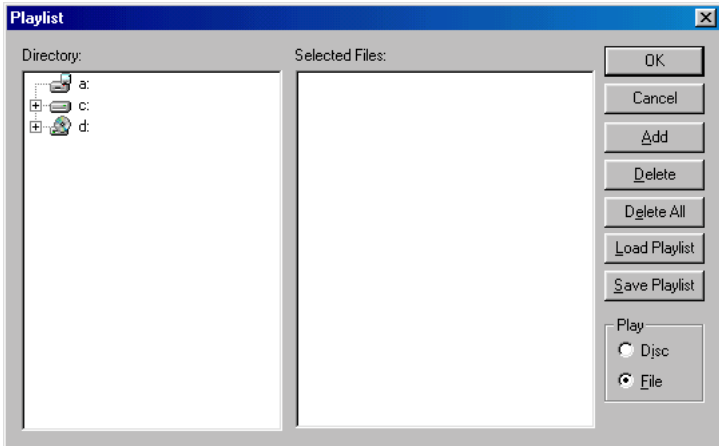 Playlist
Directory:
Selected Files:
a:
c:
d:
OK
Cancel
Add
Delete
Delete All
Load Playlist
Save Playlist
Play
Disc
File